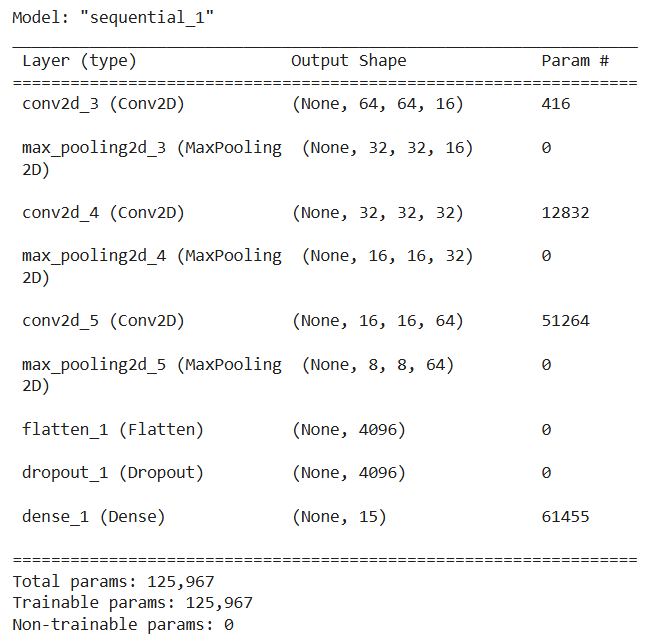 Model: "sequential_1"
Layer (type) Output Shape Param #
conv2d_3 (Conv2D) (None, 64, 64, 16) 416
max_pooling2d_3 (MaxPooling (None, 32, 32, 16) 0
2D)
conv2d_4 (Conv2D) (None, 32, 32, 32) 12832
max_pooling2d_4 (MaxPooling (None, 16, 16, 32) 0
2D)
conv2d_5 (Conv2D) (None, 16, 16, 64) 51264
max_pooling2d_5 (MaxPooling (None, 8, 8, 64) 0
2D)
flatten_1 (Flatten) (None, 4096) 0
dropout_1 (Dropout) (None, 4096) 0
dense_1 (Dense) (None, 15) 61455
Total params: 125,967
Trainable params: 125,967
Non-trainable params: 0